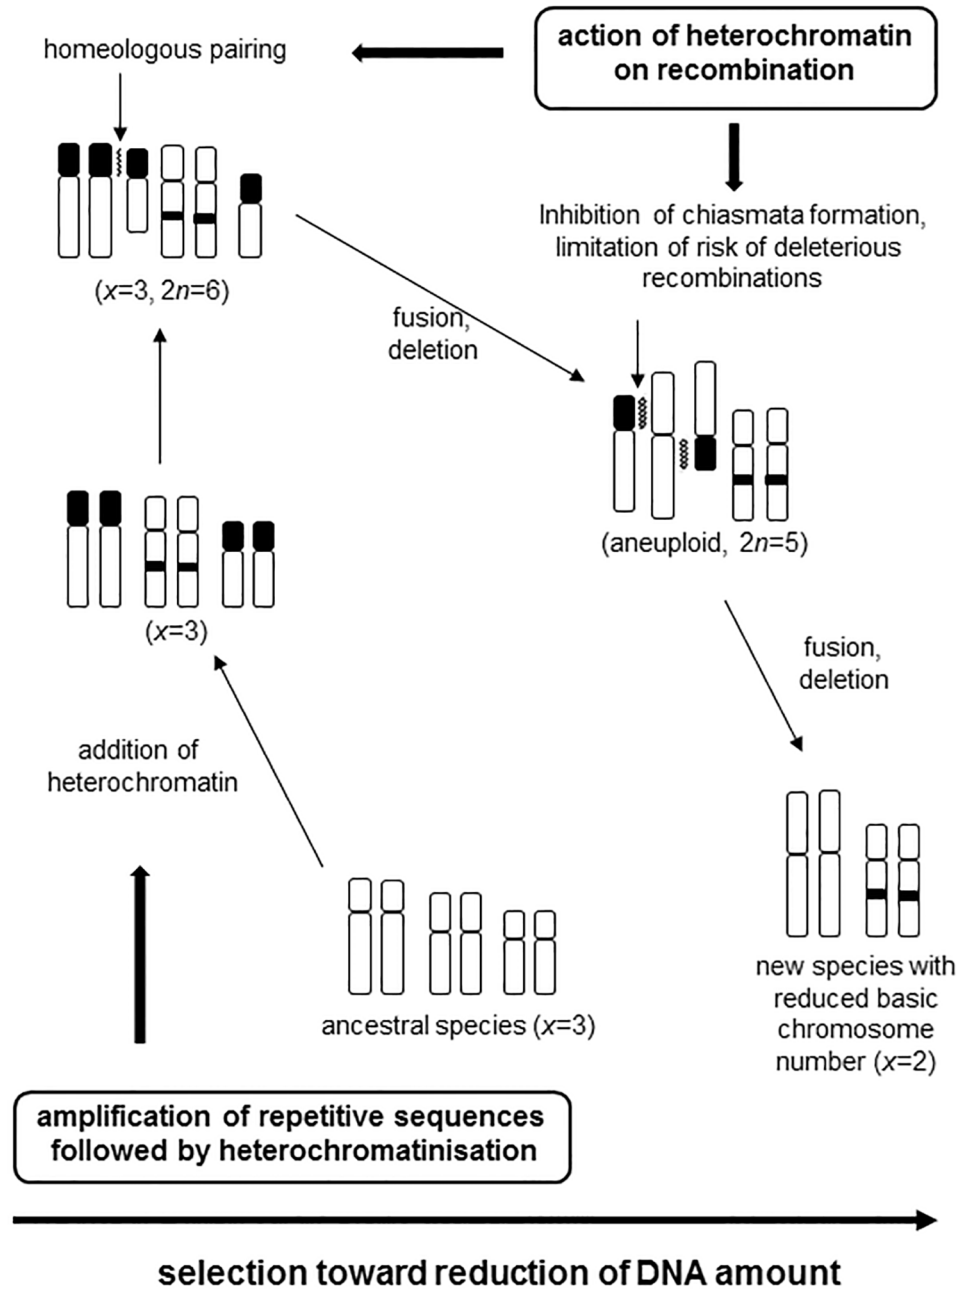 homeologous pairing
action of heterochromatin
on recombination
Inhibition of chiasmata formation,
limitation of risk of deleterious
recombinations
(x=3, 2n=6)
fusion,
deletion
(aneuploid, 2n=5)
(x=3)
fusion,
deletion
addition of
heterochromatin
ancestral species (x=3)
new species with
reduced basic
chromosome
number (x=2)
amplification of repetitive sequences
followed by heterochromatinisation
selection toward reduction of DNA amount